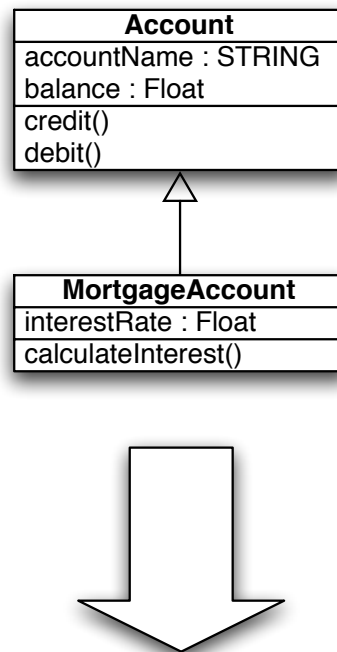 Account
accountName : STRING
balance : Float
credit()
debit()
MortgageAccount
interestRate : Float
calculateInterest()